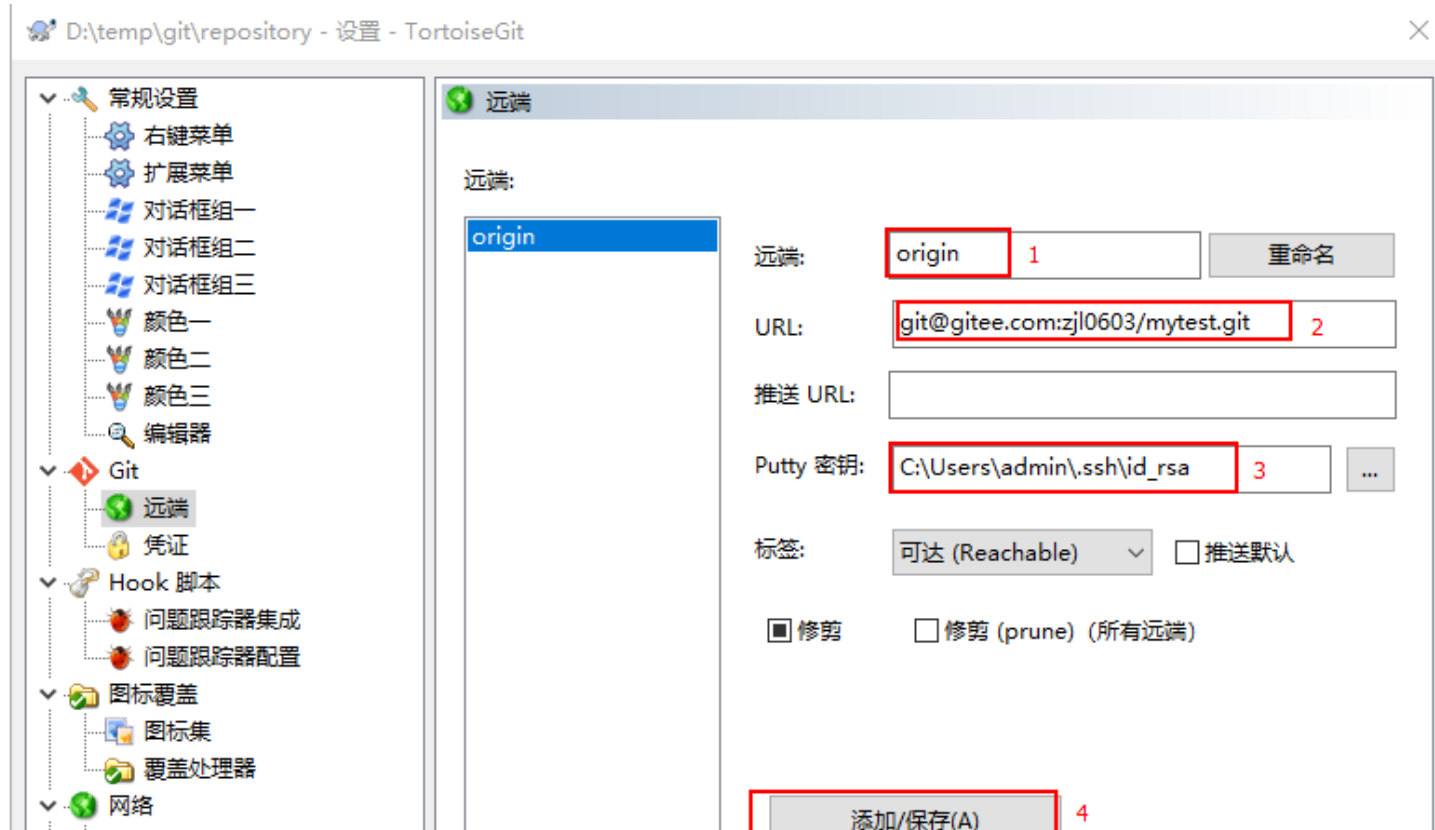 D:\temp\git\repository - 设置 - TortoiseGit
常规设置
右键菜单
扩展菜单
对话框组一
对话框组二
对话框组三
颜色一
颜色二
颜色三
编辑器
Git
远端
凭证
Hook 脚本
问题跟踪器集成
问题跟踪器配置
图标覆盖
图标集
覆盖处理器
网络
远端
远端:
origin
远端: origin 1 重命名
URL: git@gitee.com:zjl0603/mytest.git 2
推送 URL:
Putty 密钥: C:\Users\admin\.ssh\id_rsa 3 ...
标签: 可达 (Reachable) 推送默认
修剪 修剪 (prune)（所有远端）
添加/保存(A) 4